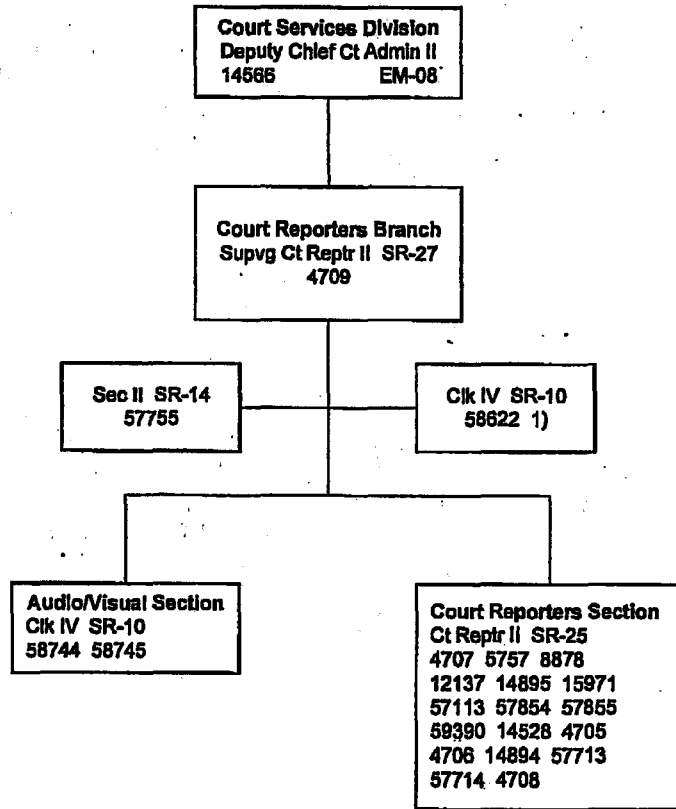 Court Services Division
Deputy Chief Ct Admin II
14566 EM-08
Court Reporters Branch
Supvg Ct Reptr II SR-27
4709
Sec II SR-14
57755
Clk IV SR-10
58622 1)
Audio/Visual Section
Clk IV SR-10
58744 58745
Court Reporters Section
Ct Reptr II SR-25
4707 5757 8878
12137 14895 15971
57113 57854 57855
59390 14528 4705
4706 14894 57713
57714 4708